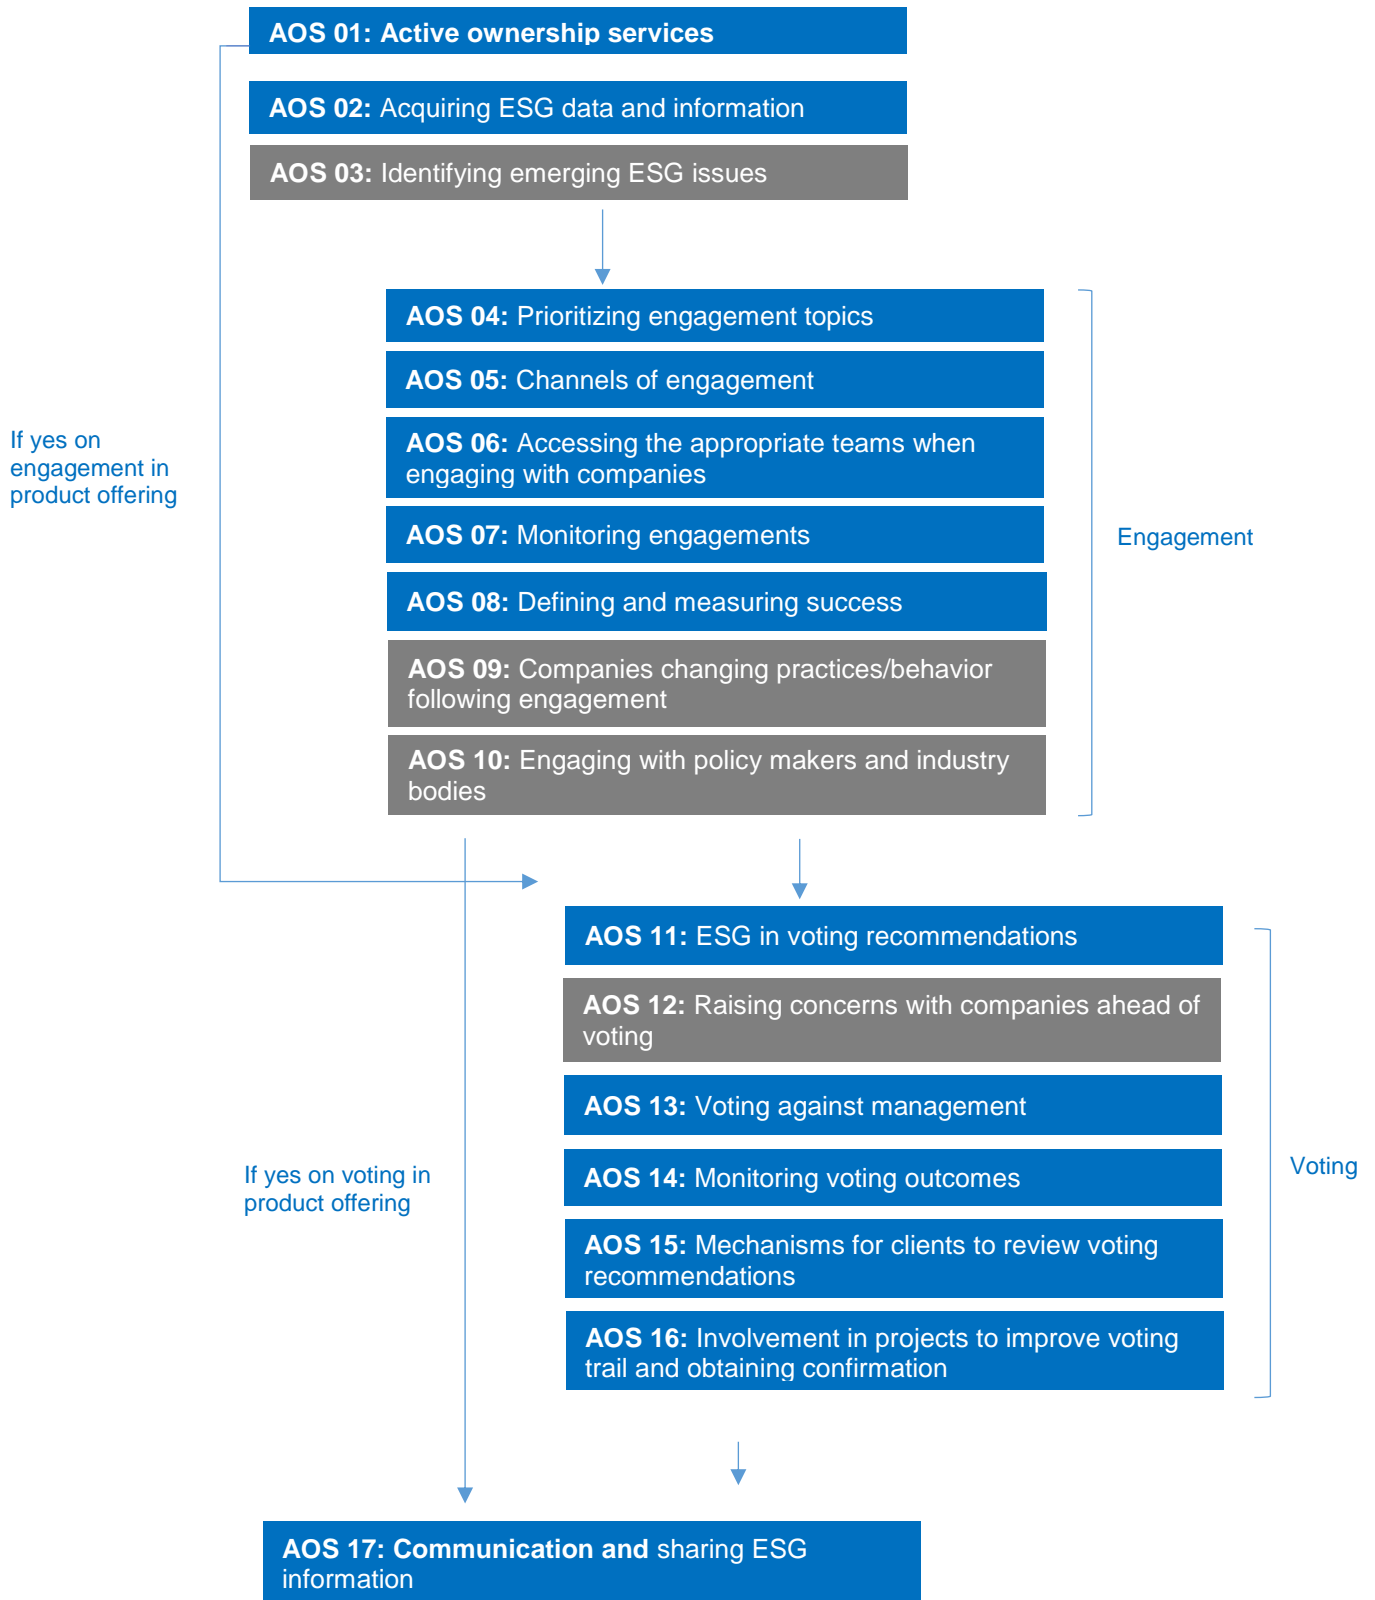 AOS 01: Active ownership services
AOS 02: Acquiring ESG data and information
AOS 03: Identifying emerging ESG issues
AOS 04: Prioritizing engagement topics
AOS 05: Channels of engagement
If yes on
engagement in
product offering
AOS 06: Accessing the appropriate teams when
engaging with companies
AOS 07: Monitoring engagements
Engagement
AOS 08: Defining and measuring success
AOS 09: Companies changing practices/behavior
following engagement
AOS 10: Engaging with policy makers and industry
bodies
AOS 11: ESG in voting recommendations
AOS 12: Raising concerns with companies ahead of
voting
AOS 13: Voting against management
If yes on voting in
product offering
AOS 14: Monitoring voting outcomes
Voting
AOS 15: Mechanisms for clients to review voting
recommendations
AOS 16: Involvement in projects to improve voting
trail and obtaining confirmation
AOS 17: Communication and sharing ESG
information